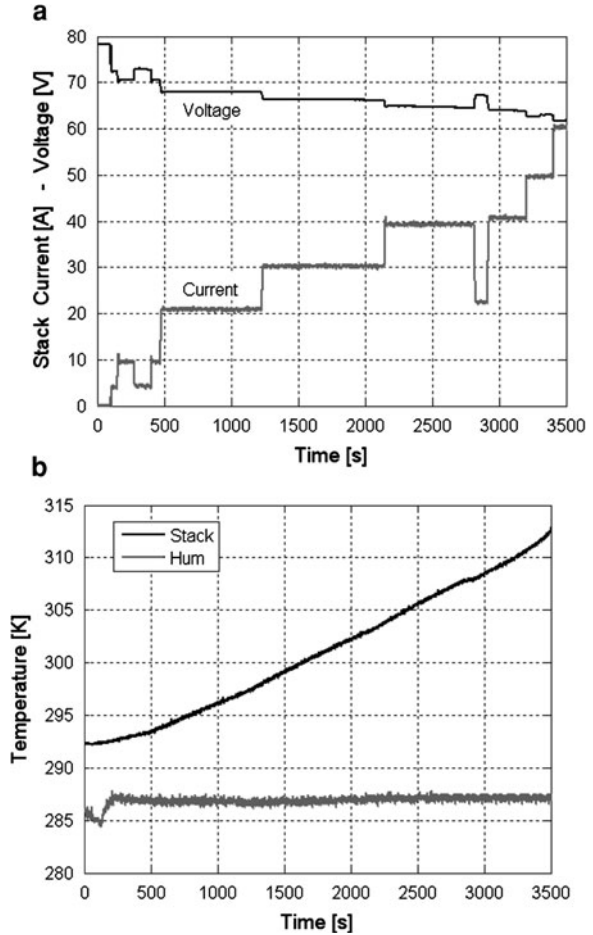 a
Stack Current [A] - Voltage [V]
80
70
60
50
40
30
20
10
0
Voltage
Current
0 500 1000 1500 2000 2500 3000 3500
Time [s]
b
Temperature [K]
315
310
305
300
295
290
285
280
Stack
Hum
0 500 1000 1500 2000 2500 3000 3500
Time [s]